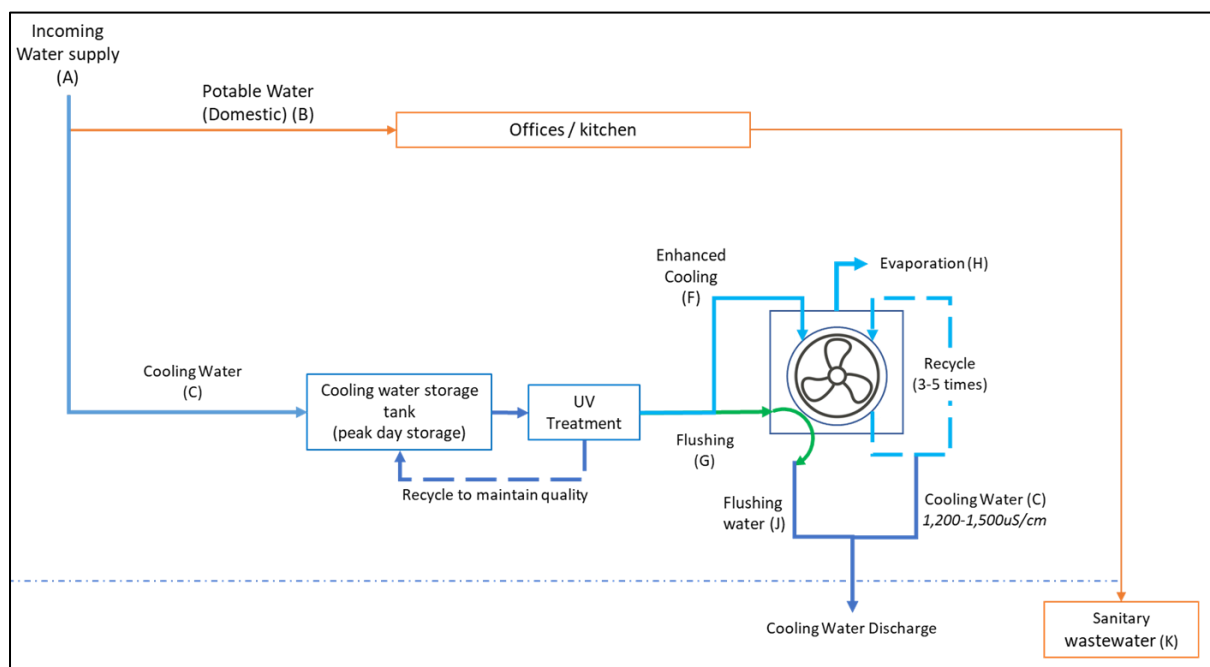 Incoming
Water supply
(A)
Potable Water
(Domestic) (B)
Offices / kitchen
Enhanced
Cooling
(F)
Evaporation (H)
Recycle
(3-5 times)
Cooling Water
(C)
Cooling water storage
tank
(peak day storage)
UV
Treatment
Flushing
(G)
Recycle to maintain quality
Flushing
water (J)
Cooling Water (C)
1,200-1,500uS/cm
Cooling Water Discharge
Sanitary
wastewater (K)